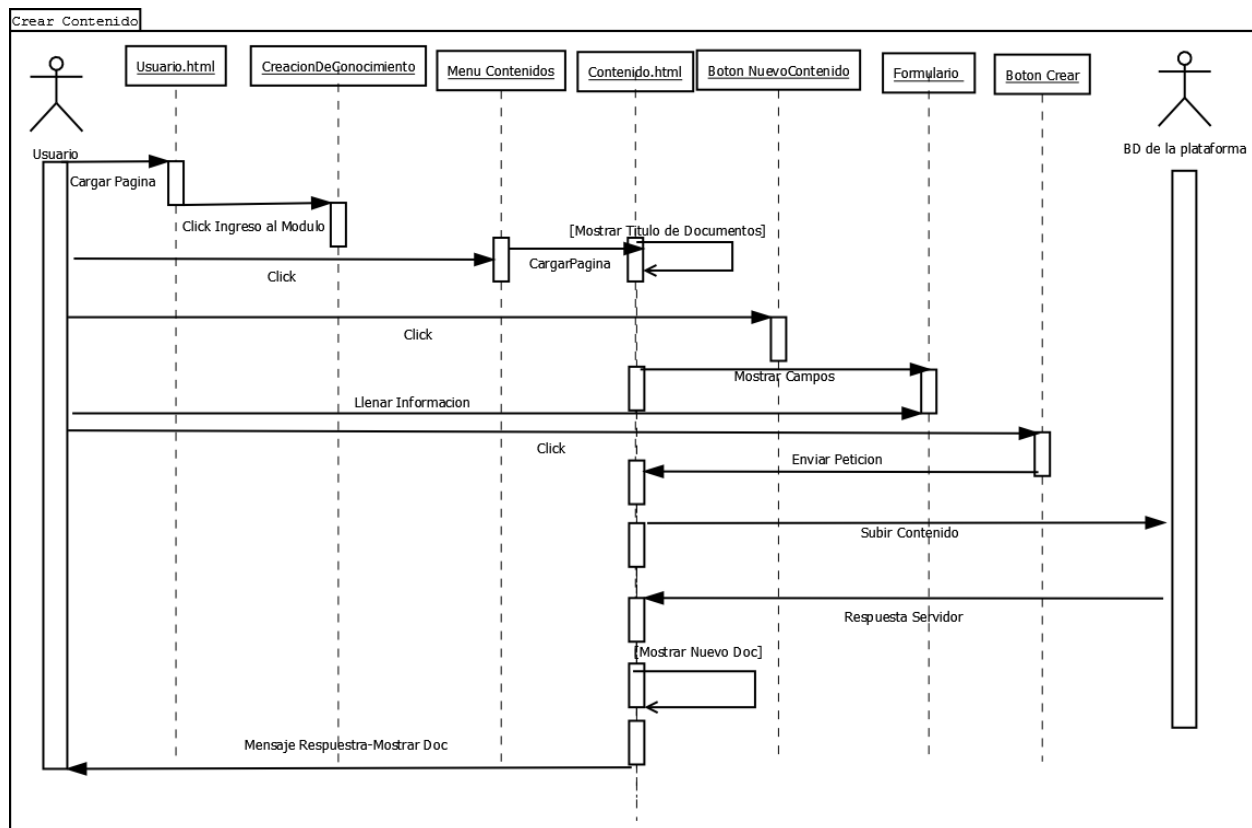 Crear Contenido
Usuario.html
CreacionDeConocimiento
Menu Contenidos
Contenido.html
Boton NuevoContenido
Formulario
Boton Crear
Usuario
BD de la plataforma
Cargar Pagina
Click Ingreso al Modulo
[Mostrar Titulo de Documentos]
CargarPagina
Click
Click
Mostrar Campos
Llenar Informacion
Click
Enviar Peticion
Subir Contenido
Respuesta Servidor
[Mostrar Nuevo Doc]
Mensaje Respuestra-Mostrar Doc